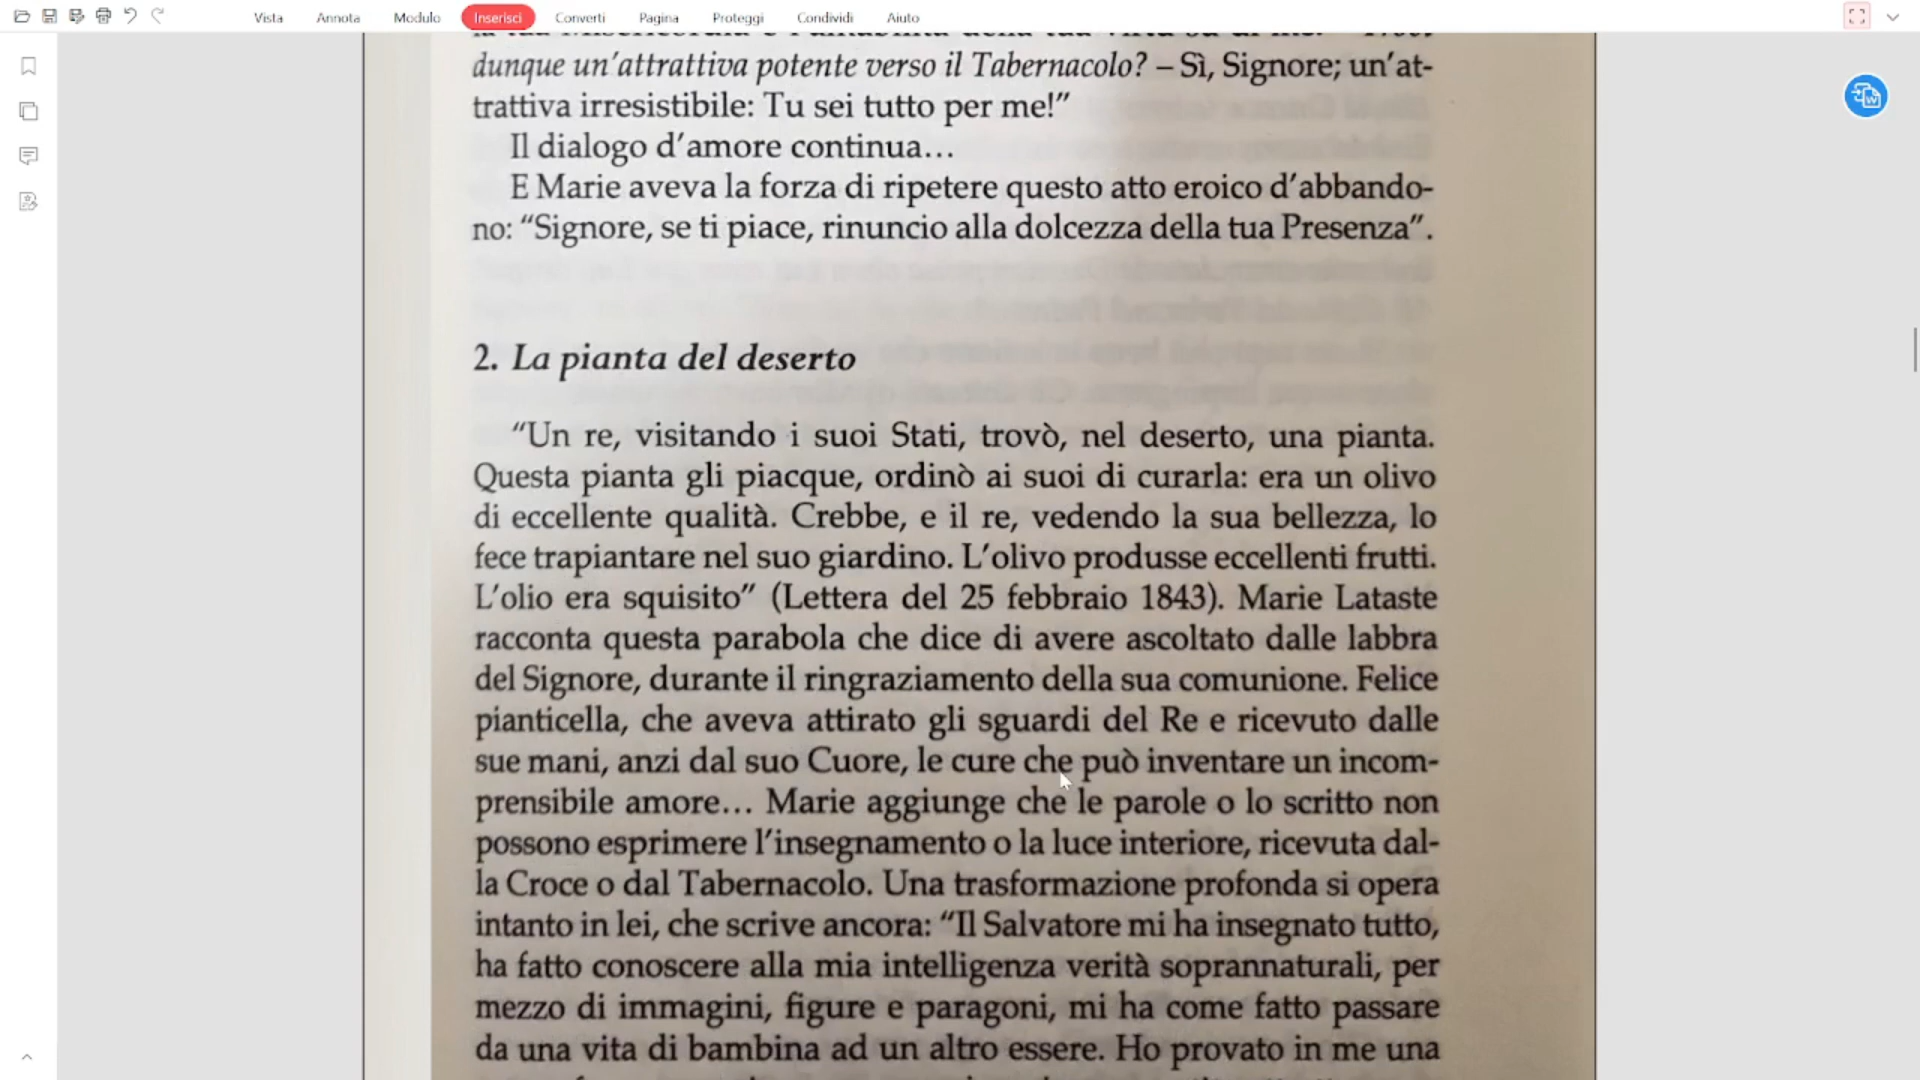 Vista Annota Modulo Inserisci Converti Pagina Proteggi Condividi Aiuto
dunque un'attrattiva potente verso il Tabernacolo? – Sì, Signore; un'at-
trattiva irresistibile: Tu sei tutto per me!”
Il dialogo d'amore continua…
E Marie aveva la forza di ripetere questo atto eroico d'abbando-
no: “Signore, se ti piace, rinuncio alla dolcezza della tua Presenza”.
2. La pianta del deserto
“Un re, visitando i suoi Stati, trovò, nel deserto, una pianta.
Questa pianta gli piacque, ordinò ai suoi di curarla: era un olivo
di eccellente qualità. Crebbe, e il re, vedendo la sua bellezza, lo
fece trapiantare nel suo giardino. L'olivo produsse eccellenti frutti.
L'olio era squisito” (Lettera del 25 febbraio 1843). Marie Lataste
racconta questa parabola che dice di avere ascoltato dalle labbra
del Signore, durante il ringraziamento della sua comunione. Felice
pianticella, che aveva attirato gli sguardi del Re e ricevuto dalle
sue mani, anzi dal suo Cuore, le cure che può inventare un incom-
prensibile amore… Marie aggiunge che le parole o lo scritto non
possono esprimere l'insegnamento o la luce interiore, ricevuta dal-
la Croce o dal Tabernacolo. Una trasformazione profonda si opera
intanto in lei, che scrive ancora: “Il Salvatore mi ha insegnato tutto,
ha fatto conoscere alla mia intelligenza verità soprannaturali, per
mezzo di immagini, figure e paragoni, mi ha come fatto passare
da una vita di bambina ad un altro essere. Ho provato in me una